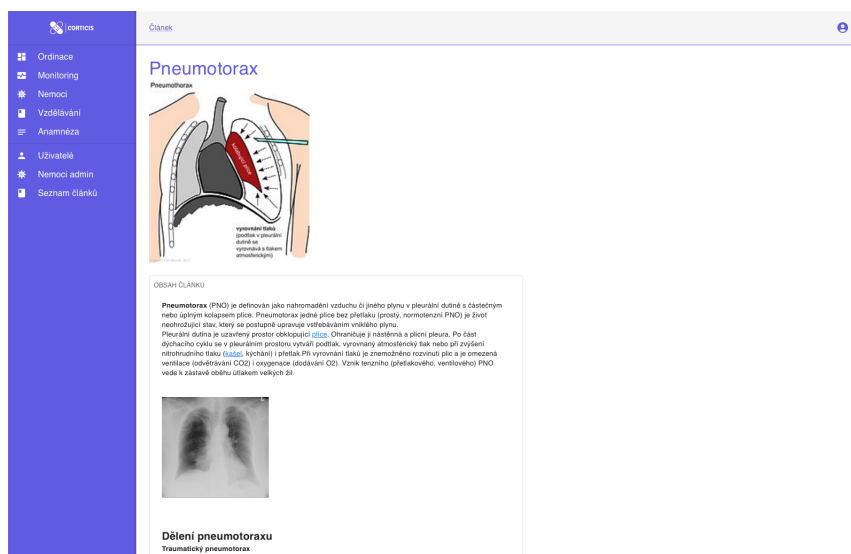 CORTICIS
Článek
Ordinace
Monitoring
Nemoci
Vzdělávání
Anamnéza
Uživatelé
Nemoci admin
Seznam článků
Pneumotorax
Pneumothorax
kolabující plíce
vyrovnání tlaků
(podtlak v pleurální
dutině se
vyrovnává s tlakem
atmosferickým)
OBSAH ČLÁNKU
Pneumotorax (PNO) je definován jako nahromadění vzduchu či jiného plynu v pleurální dutině s částečným
nebo úplným kolapsem plíce. Pneumotorax jedné plíce bez přetlaku (prostý, normotenzní PNO) je život
neohrožující stav, který se postupně upravuje vstřebáváním vniklého plynu.
Pleurální dutina je uzavřený prostor obklopující plíce. Ohraničuje ji nástěnná a plicní pleura. Po část
dýchacího cyklu se v pleurálním prostoru vytváří podtlak, vyrovnaný atmosférický tlak nebo při zvýšení
nitrohrudního tlaku (kašel, kýchání) i přetlak.Při vyrovnání tlaků je znemožněno rozvinutí plic a je omezená
ventilace (odvětrávání CO2) i oxygenace (dodávání O2). Vznik tenzního (přetlakového, ventilového) PNO
vede k zástavě oběhu útlakem velkých žil.
Dělení pneumotoraxu
Traumatický pneumotorax